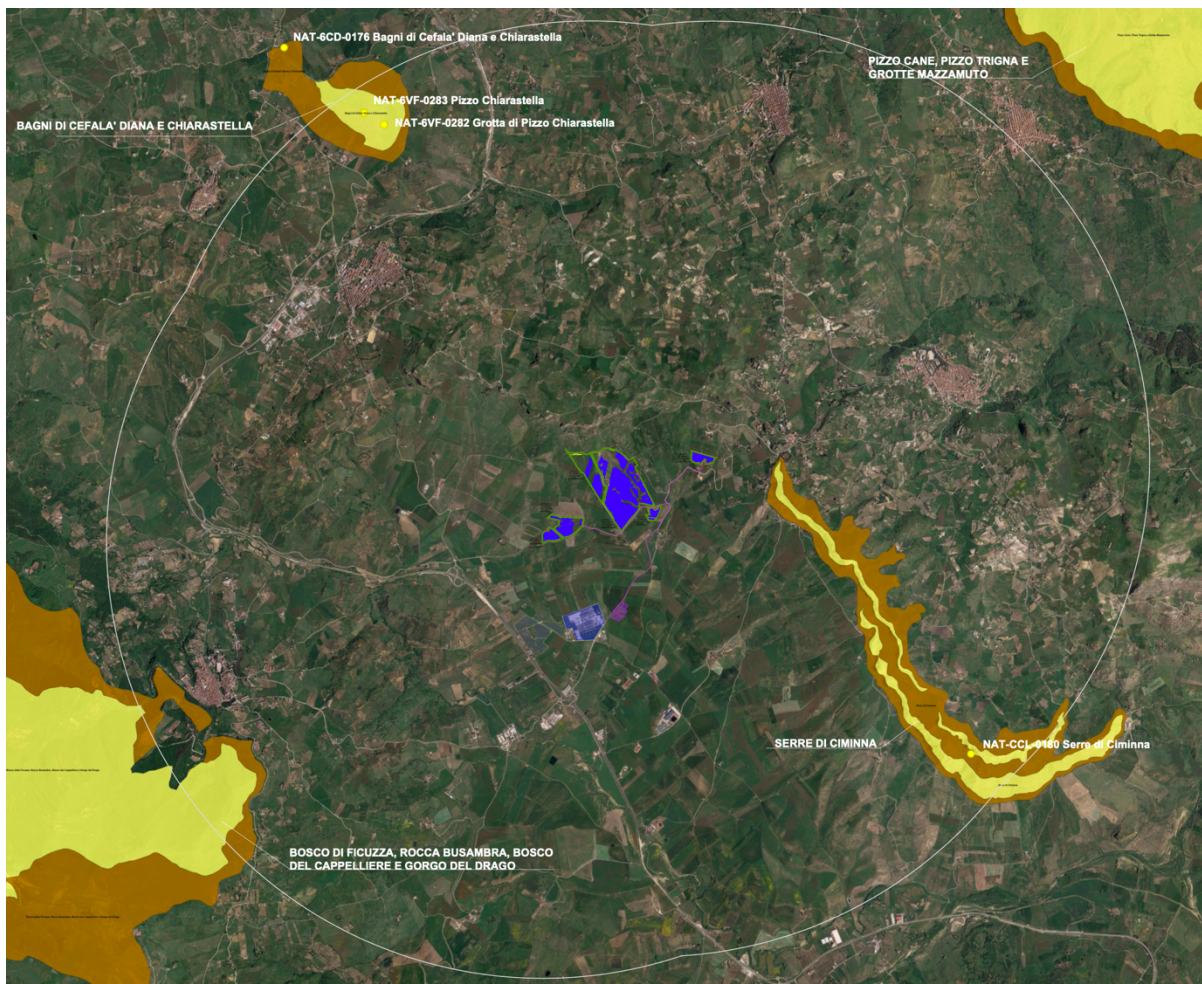 NAT-6CD-0176 Bagni di Cefala' Diana e Chiarastella
PIZZO CANE, PIZZO TRIGNA E
GROTTE MAZZAMUTO
NAT-6VF-0283 Pizzo Chiarastella
BAGNI DI CEFALA' DIANA E CHIARASTELLA
NAT-6VF-0282 Grotta di Pizzo Chiarastella
SERRE DI CIMINNA
NAT-CCL-0180 Serre di Ciminna
BOSCO DI FICUZZA, ROCCA BUSAMBRA, BOSCO
DEL CAPPELLIERE E GORGO DEL DRAGO